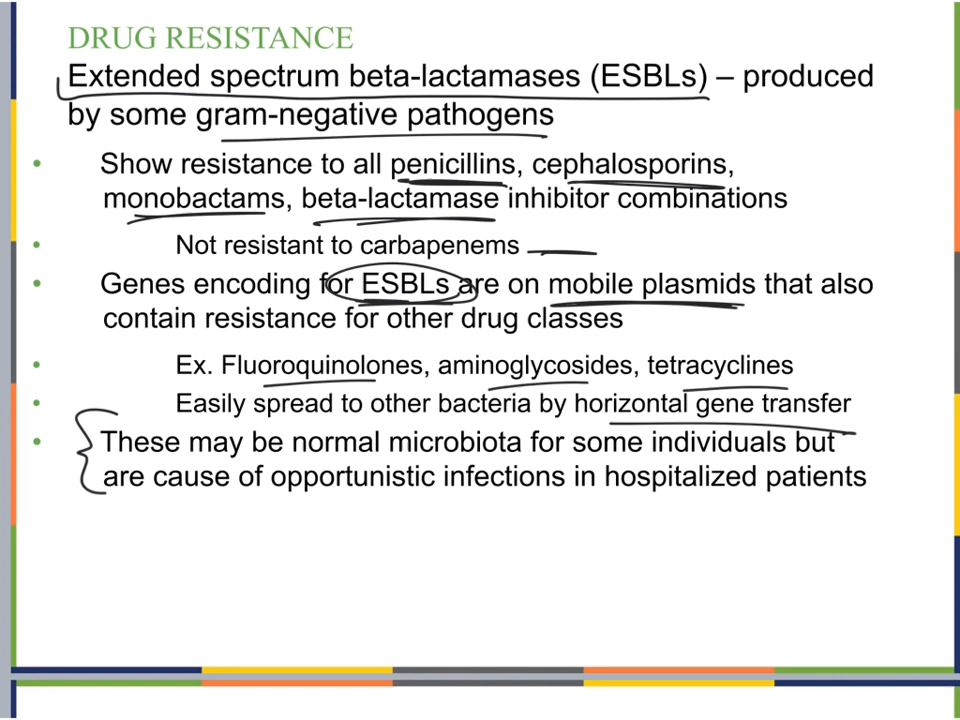 DRUG RESISTANCE
Extended spectrum beta-lactamases (ESBLs) – produced
by some gram-negative pathogens
• Show resistance to all penicillins, cephalosporins,
monobactams, beta-lactamase inhibitor combinations
• Not resistant to carbapenems
• Genes encoding for ESBLs are on mobile plasmids that also
contain resistance for other drug classes
• Ex. Fluoroquinolones, aminoglycosides, tetracyclines
• Easily spread to other bacteria by horizontal gene transfer
• These may be normal microbiota for some individuals but
are cause of opportunistic infections in hospitalized patients